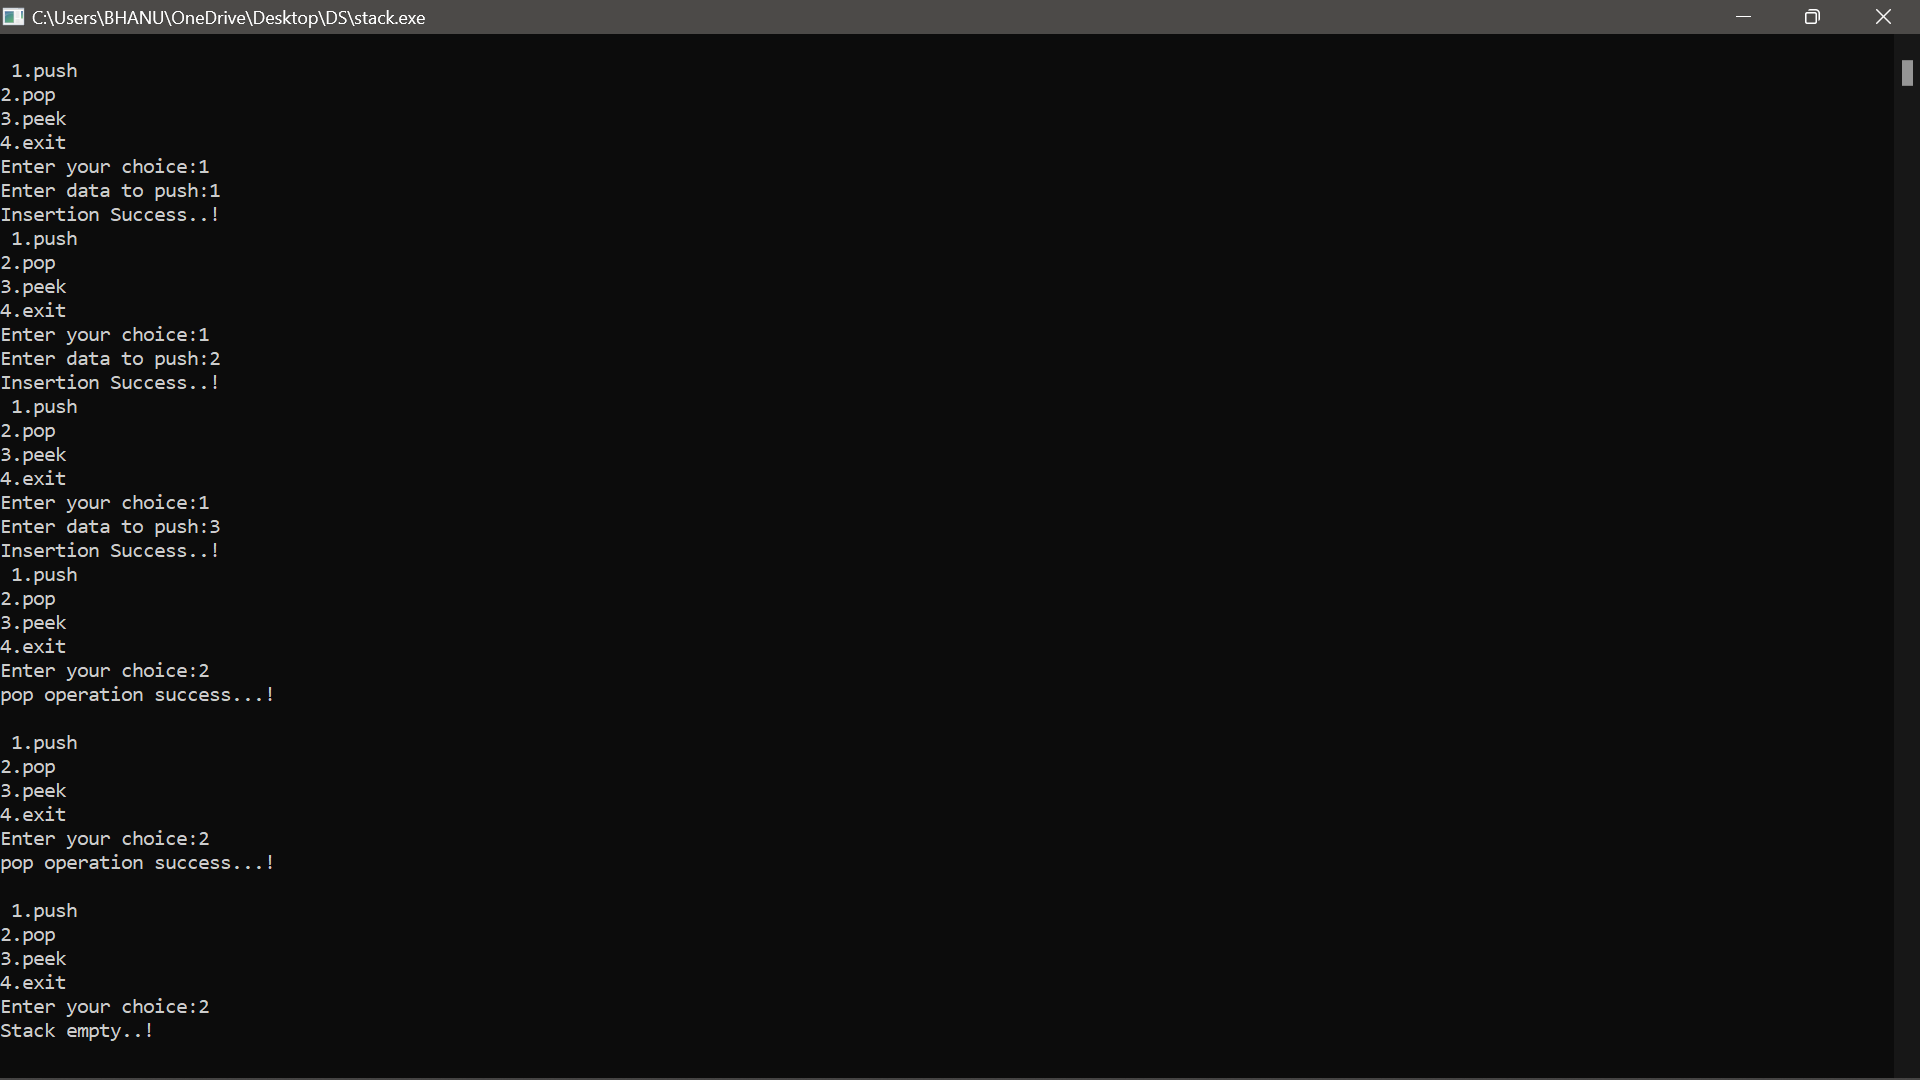 C:\Users\BHANU\OneDrive\Desktop\DS\stack.exe
1.push
2.pop
3.peek
4.exit
Enter your choice:1
Enter data to push:1
Insertion Success..!
1.push
2.pop
3.peek
4.exit
Enter your choice:1
Enter data to push:2
Insertion Success..!
1.push
2.pop
3.peek
4.exit
Enter your choice:1
Enter data to push:3
Insertion Success..!
1.push
2.pop
3.peek
4.exit
Enter your choice:2
pop operation success...!
1.push
2.pop
3.peek
4.exit
Enter your choice:2
pop operation success...!
1.push
2.pop
3.peek
4.exit
Enter your choice:2
Stack empty..!